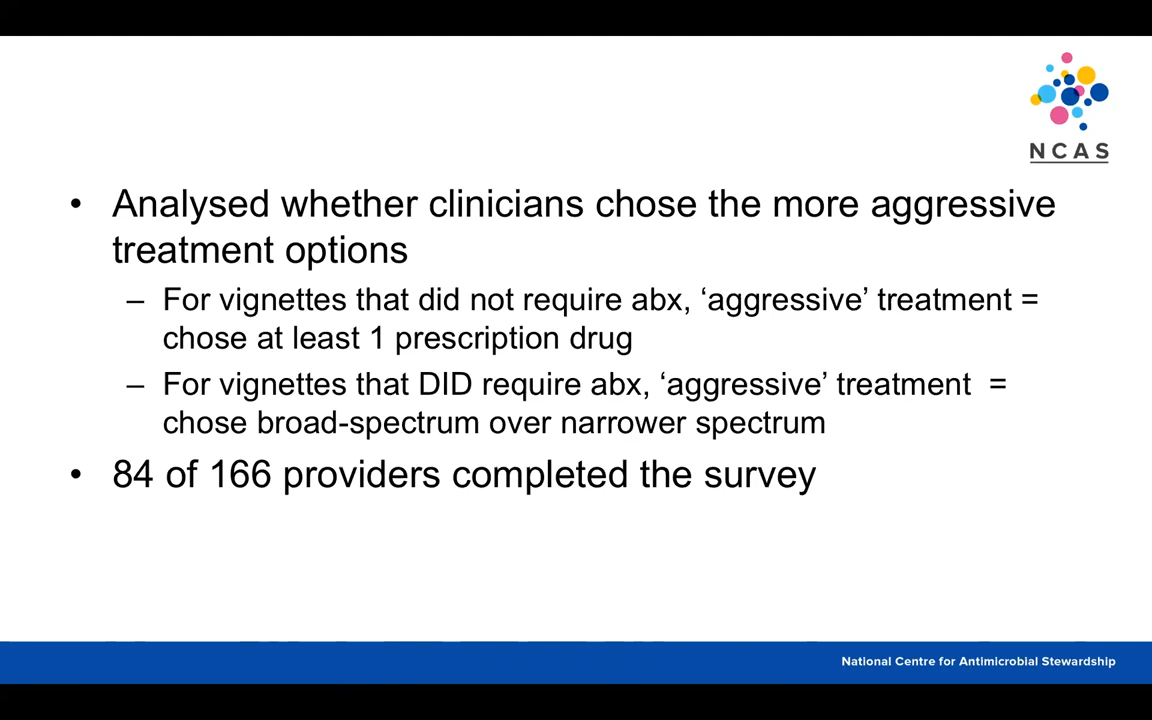 NCAS
• Analysed whether clinicians chose the more aggressive
treatment options
– For vignettes that did not require abx, ‘aggressive’ treatment =
chose at least 1 prescription drug
– For vignettes that DID require abx, ‘aggressive’ treatment =
chose broad-spectrum over narrower spectrum
• 84 of 166 providers completed the survey
National Centre for Antimicrobial Stewardship